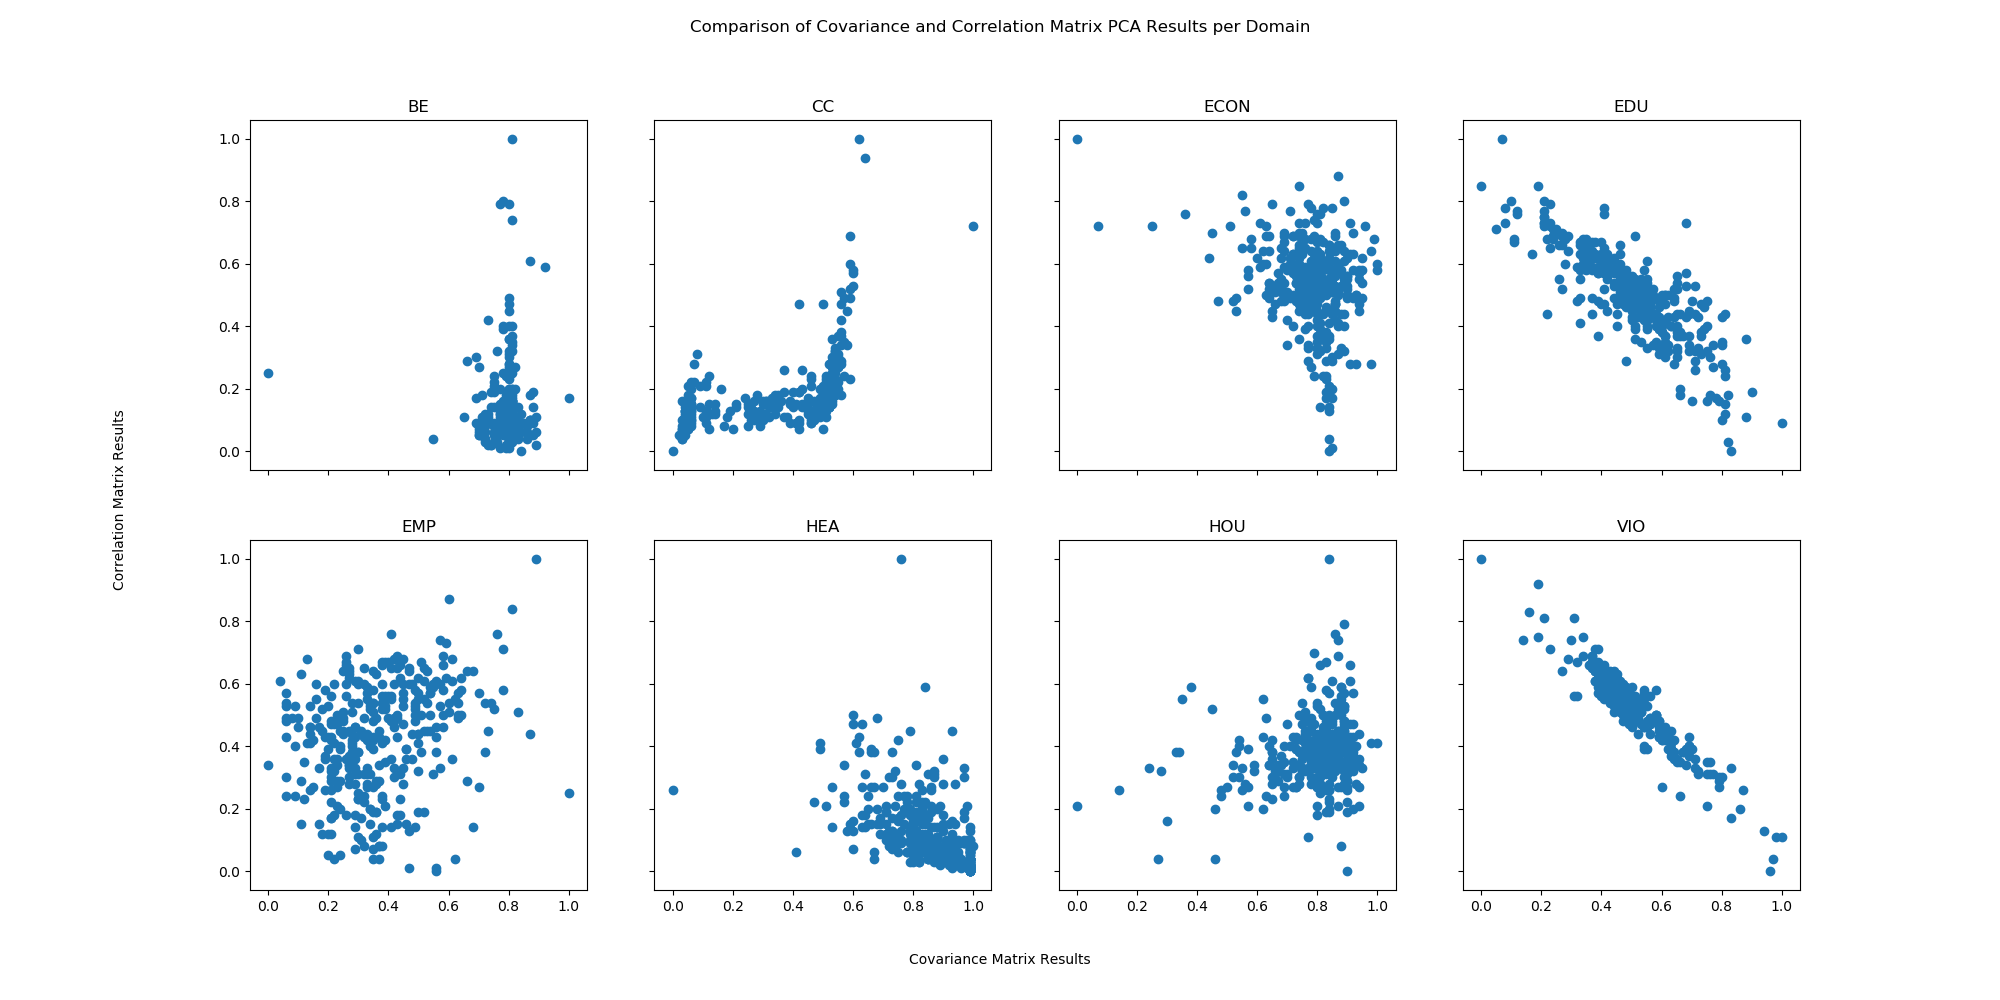 Comparison of Covariance and Correlation Matrix PCA Results per Domain
BE CC ECON EDU
1.0
0.8
0.6
0.4
0.2
0.0
EMP HEA HOU VIO
1.0
0.8
0.6
0.4
0.2
0.0
0.0 0.2 0.4 0.6 0.8 1.0 0.0 0.2 0.4 0.6 0.8 1.0 0.0 0.2 0.4 0.6 0.8 1.0 0.0 0.2 0.4 0.6 0.8 1.0
Correlation Matrix Results
Covariance Matrix Results